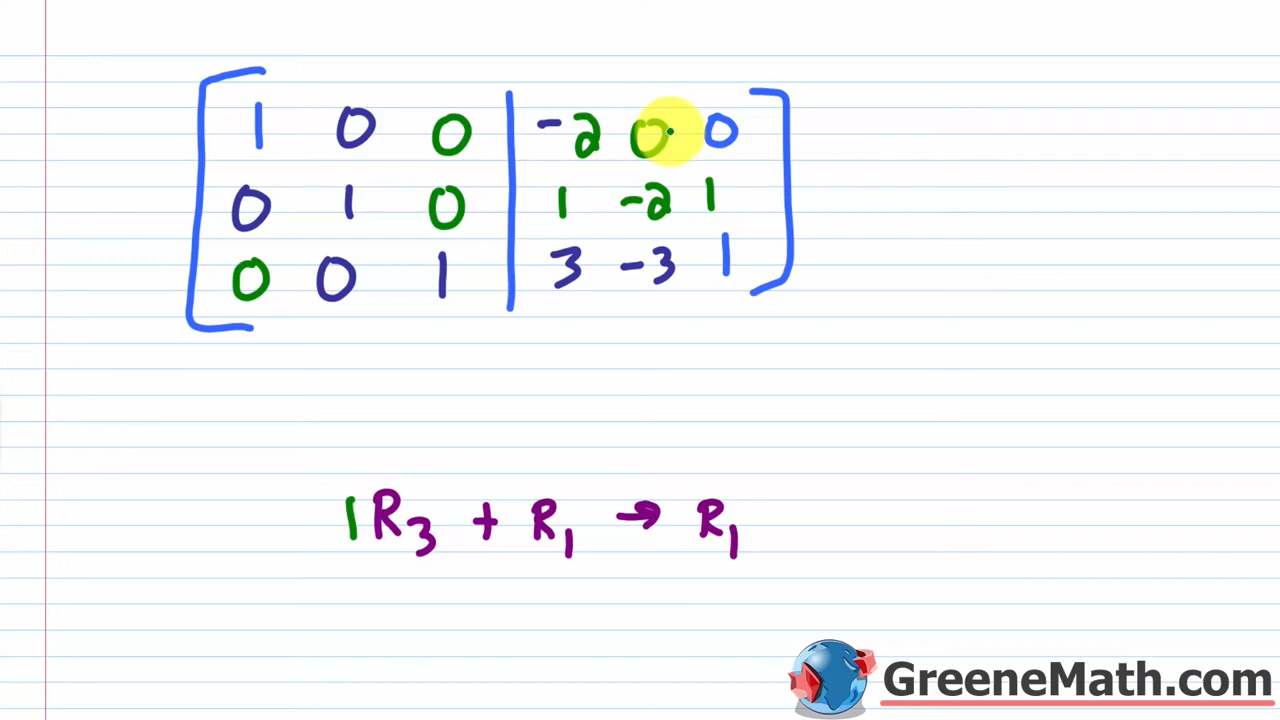 1 0 0 | -2 0 0
0 1 0 | 1 -2 1
0 0 1 | 3 -3 1
1R₃ + R₁ → R₁
GreeneMath.com